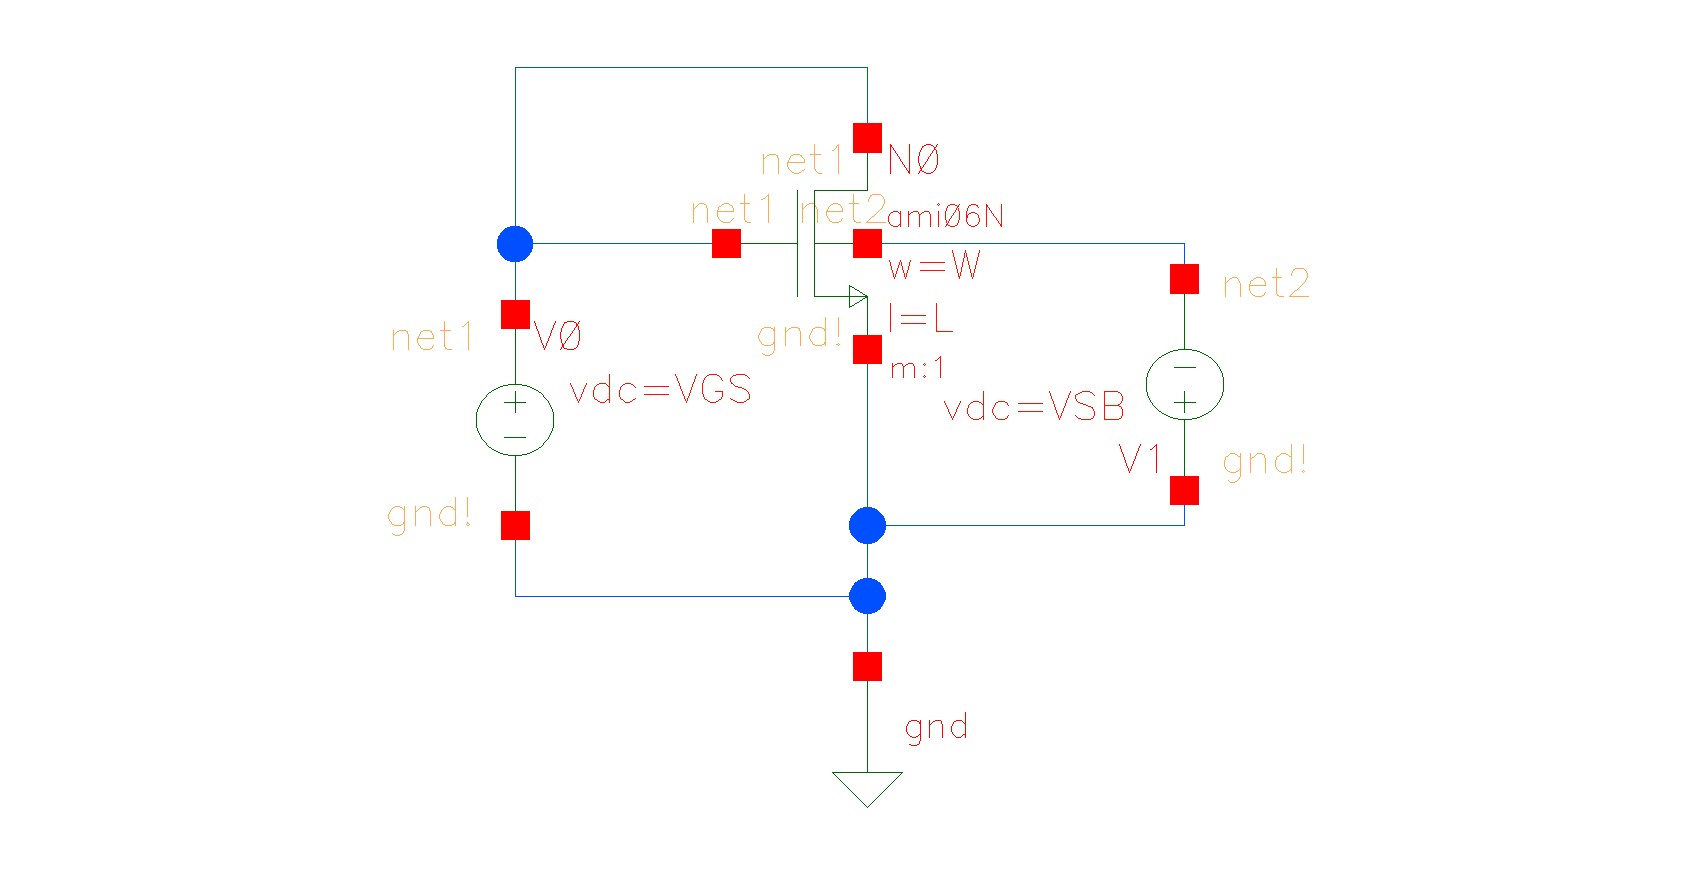 net1
NØ
net1
net2
amiØ6N
w=W
net2
l=L
net1
VØ
gnd!
m:1
vdc=VGS
vdc=VSB
V1
gnd!
gnd!
gnd